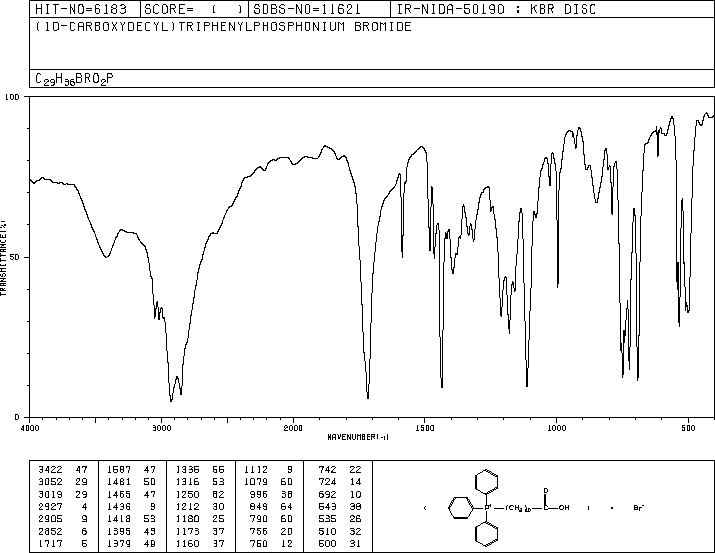 HIT-NO=6183 SCORE= ( ) SDBS-NO=11621 IR-NIDA-50190 : KBR DISC
(10-CARBOXYDECYL)TRIPHENYLPHOSPHONIUM BROMIDE
C29H36BRO2P
100
50
0
TRANSMITTANCE(%)
4000 3000 2000 1500 1000 500
WAVENUMBER(-1)
3422 47 1587 47 1336 66 1112 9 742 22
3052 29 1481 50 1316 53 1079 60 724 14
3019 29 1465 47 1250 62 996 38 692 10
2927 4 1436 9 1212 30 849 64 543 38
2905 9 1418 53 1180 25 790 60 535 26
2852 6 1395 43 1173 37 756 20 510 32
1717 5 1379 49 1160 37 750 12 500 31
O
( P+ (CH2)10 C OH ) • Br-